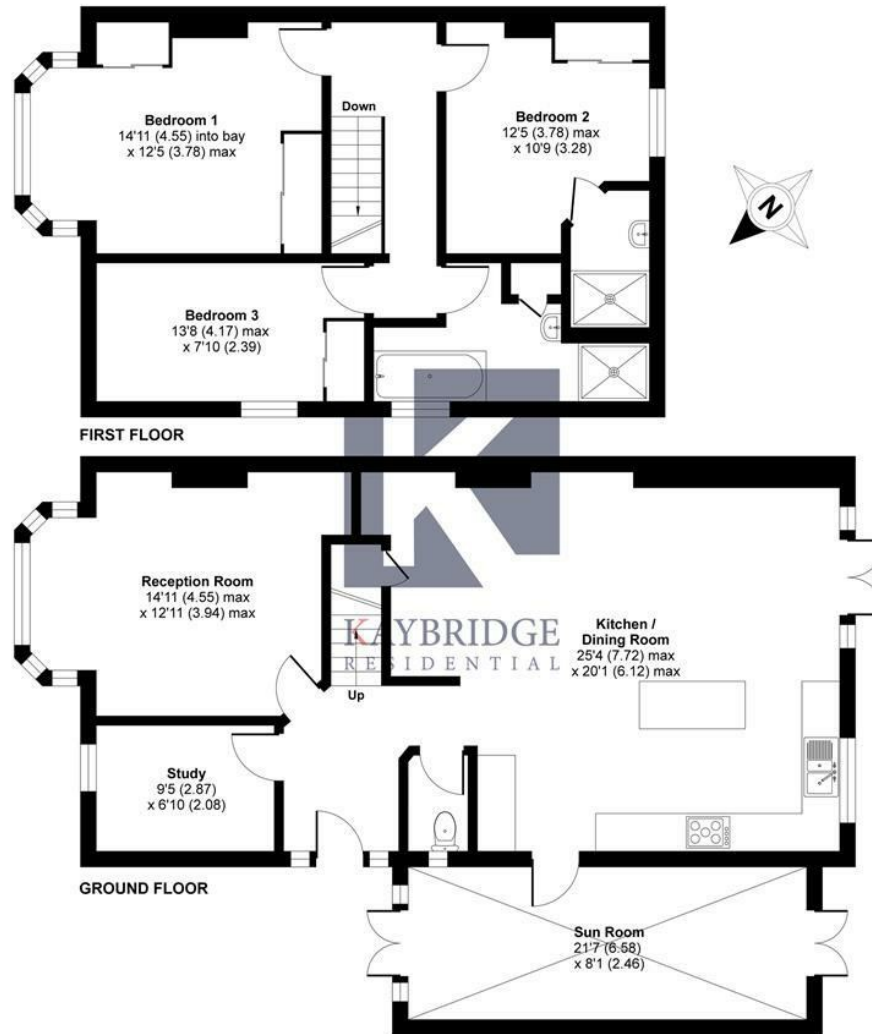 Down
Bedroom 1
14'11 (4.55) into bay
x 12'5 (3.78) max
Bedroom 2
12'5 (3.78) max
x 10'9 (3.28)
N
Bedroom 3
13'8 (4.17) max
x 7'10 (2.39)
FIRST FLOOR
Reception Room
14'11 (4.55) max
x 12'11 (3.94) max
Kitchen /
Dining Room
25'4 (7.72) max
x 20'1 (6.12) max
KAYBRIDGE
RESIDENTIAL
Up
Study
9'5 (2.87)
x 6'10 (2.08)
GROUND FLOOR
Sun Room
21'7 (6.58)
x 8'1 (2.46)